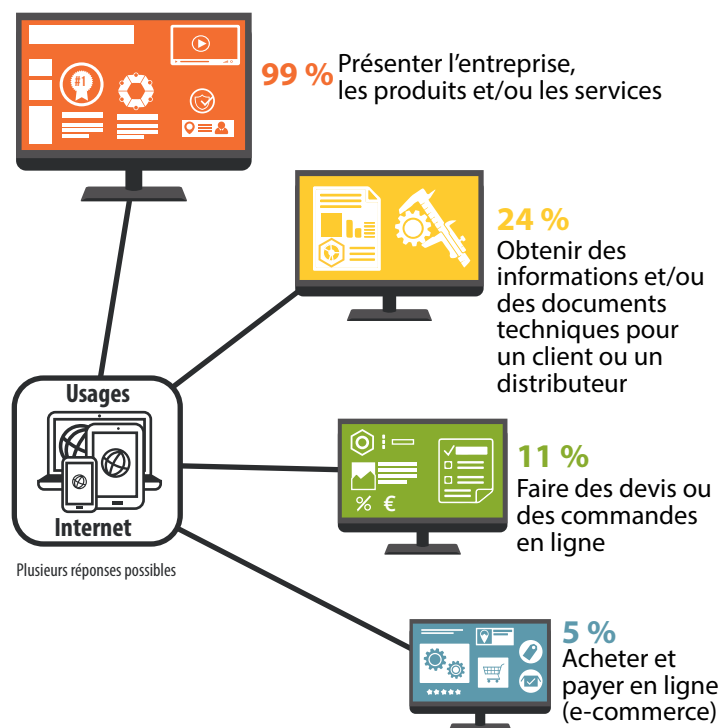 99 %
Présenter l'entreprise,
les produits et/ou les services
#1
24 %
Obtenir des
informations et/ou
des documents
techniques pour
un client ou un
distributeur
Usages
Internet
Plusieurs réponses possibles
% €
11 %
Faire des devis ou
des commandes
en ligne
5 %
Acheter et
payer en ligne
(e-commerce)